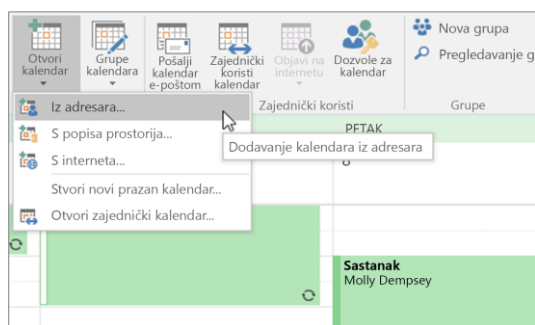 Otvori
kalendar
Grupe
kalendara
Pošalji
kalendar
e-poštom
Zajednički
koristi
kalendar
Objavi na
internetu
Dozvole za
kalendar
Nova grupa
Pregledavanje g
Zajednički koristi
Grupe
Iz adresara...
S popisa prostorija...
S interneta...
Stvori novi prazan kalendar...
Otvori zajednički kalendar...
PETAK
Dodavanje kalendara iz adresara
Sastanak
Molly Dempsey